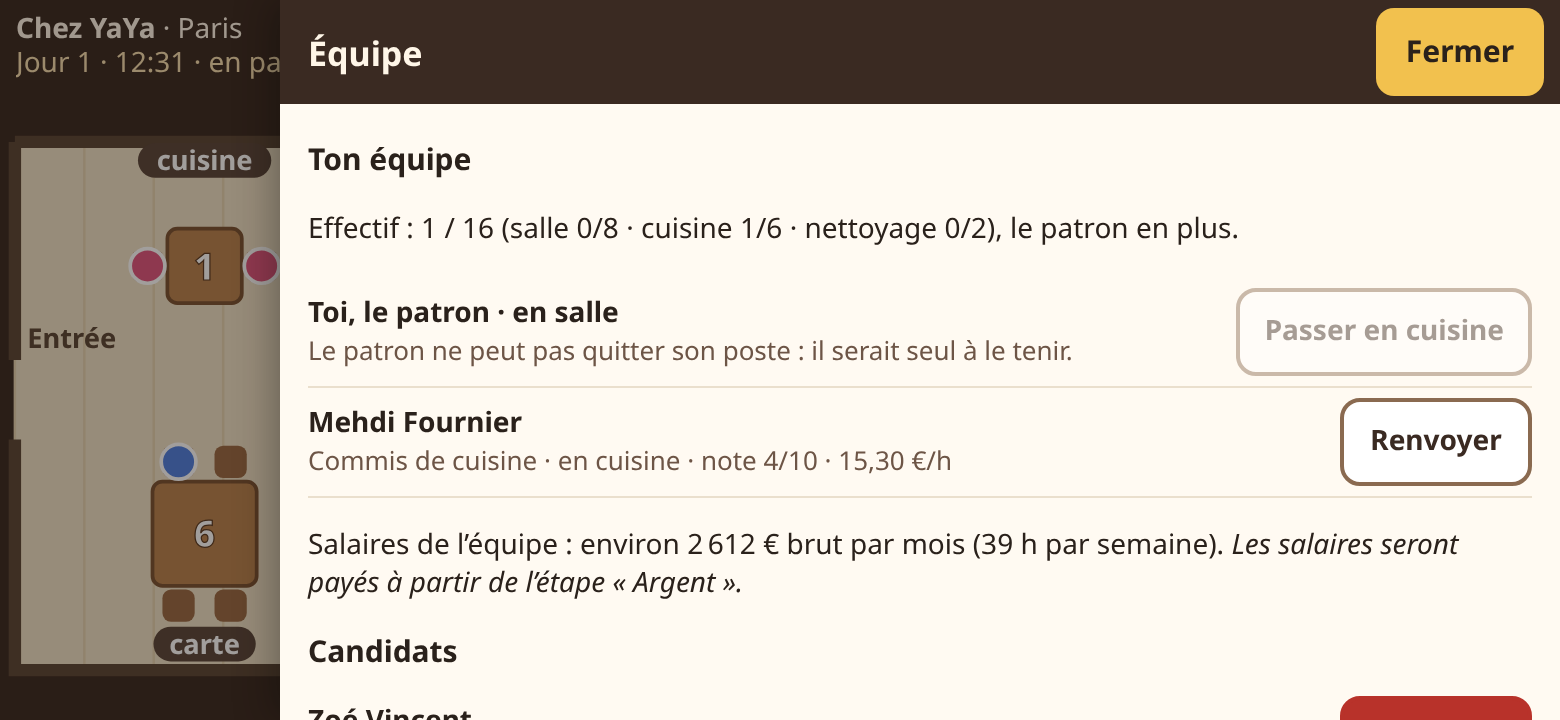 Chez YaYa · Paris
Jour 1 · 12:31 · en pa
cuisine
1
Entrée
6
carte
Équipe
Fermer
Ton équipe
Effectif : 1 / 16 (salle 0/8 · cuisine 1/6 · nettoyage 0/2), le patron en plus.
Toi, le patron · en salle
Le patron ne peut pas quitter son poste : il serait seul à le tenir.
Passer en cuisine
Mehdi Fournier
Commis de cuisine · en cuisine · note 4/10 · 15,30 €/h
Renvoyer
Salaires de l’équipe : environ 2 612 € brut par mois (39 h par semaine). Les salaires seront
payés à partir de l’étape « Argent ».
Candidats
Zoé Vincent